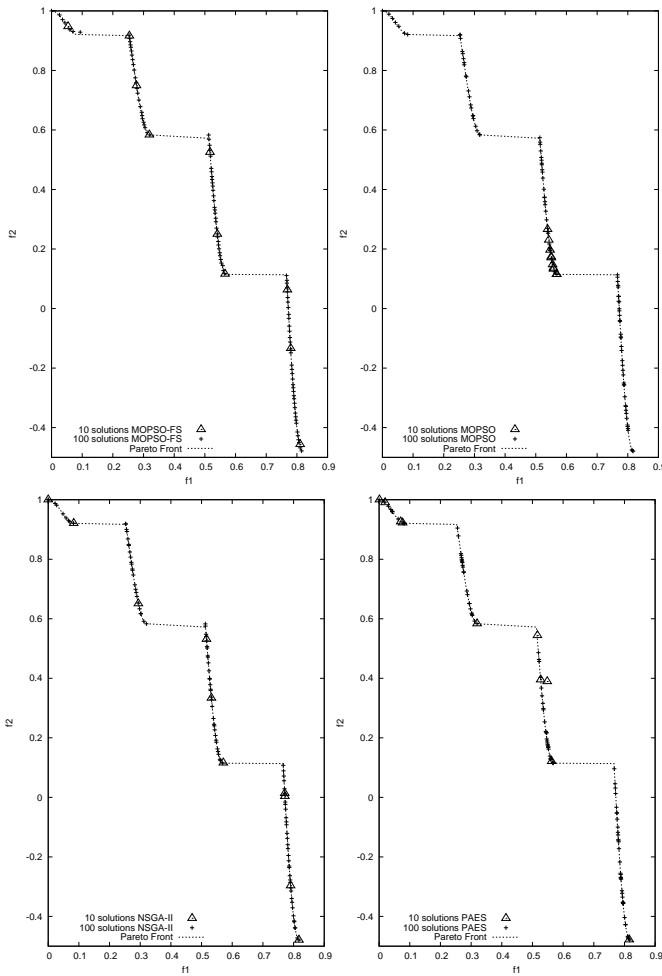 1
0.8
0.6
0.4
f2
0.2
0
-0.2
-0.4
10 solutions MOPSO-FS
100 solutions MOPSO-FS
Pareto Front
0 0.1 0.2 0.3 0.4 0.5 0.6 0.7 0.8 0.9
f1
1
0.8
0.6
0.4
f2
0.2
0
-0.2
-0.4
10 solutions MOPSO
100 solutions MOPSO
Pareto Front
0 0.1 0.2 0.3 0.4 0.5 0.6 0.7 0.8 0.9
f1
1
0.8
0.6
0.4
f2
0.2
0
-0.2
-0.4
10 solutions NSGA-II
100 solutions NSGA-II
Pareto Front
0 0.1 0.2 0.3 0.4 0.5 0.6 0.7 0.8 0.9
f1
1
0.8
0.6
0.4
f2
0.2
0
-0.2
-0.4
10 solutions PAES
100 solutions PAES
Pareto Front
0 0.1 0.2 0.3 0.4 0.5 0.6 0.7 0.8 0.9
f1